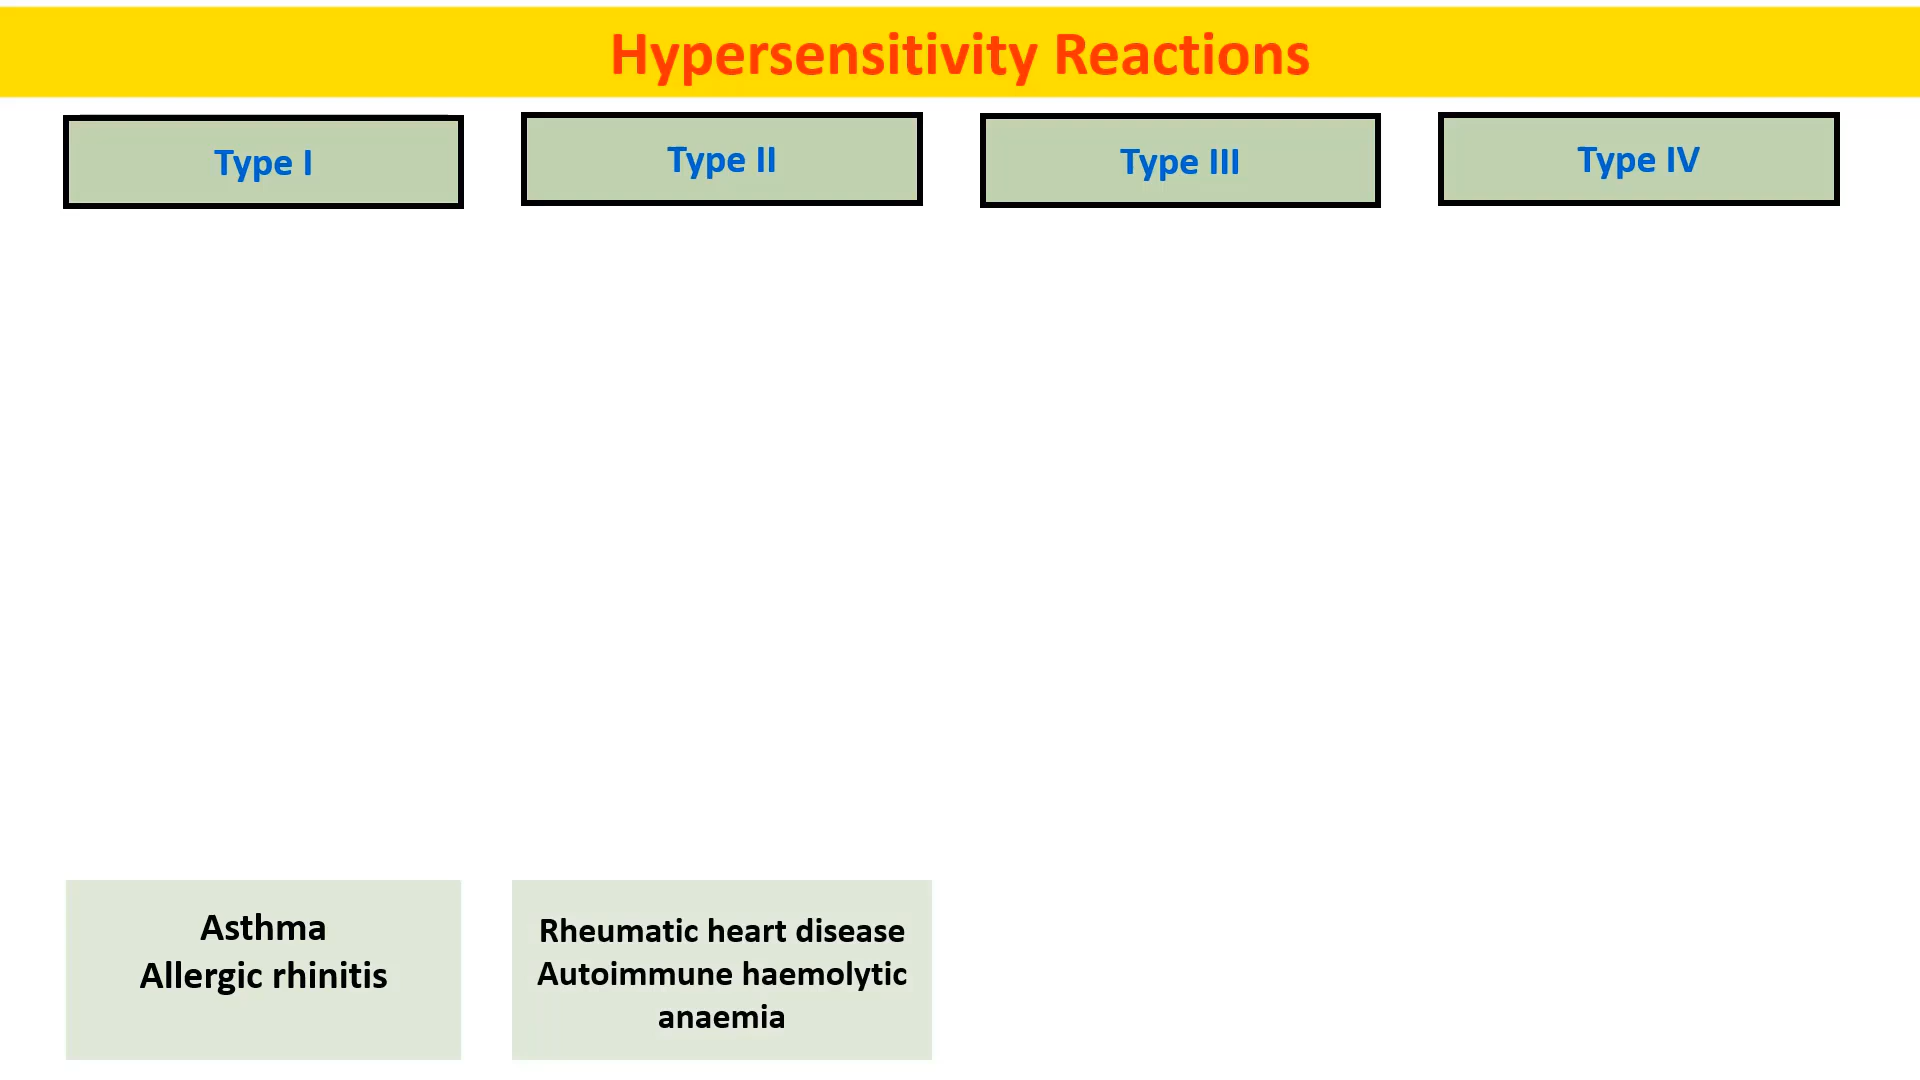 Hypersensitivity Reactions
Type I
Type II
Type III
Type IV
Asthma
Allergic rhinitis
Rheumatic heart disease
Autoimmune haemolytic
anaemia